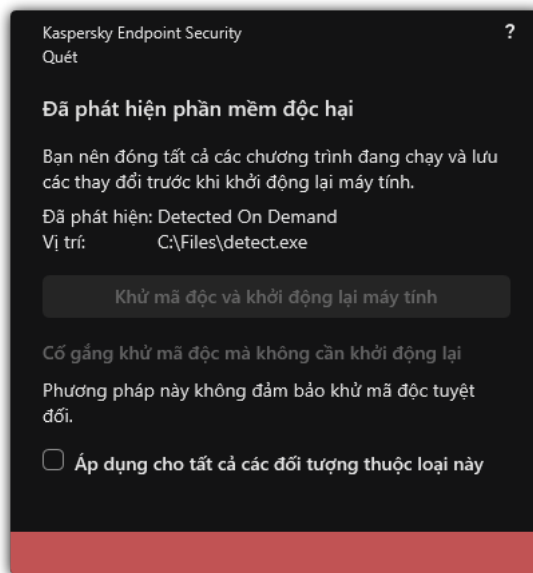 Kaspersky Endpoint Security
?
Quét
Đã phát hiện phần mềm độc hại
Bạn nên đóng tất cả các chương trình đang chạy và lưu
các thay đổi trước khi khởi động lại máy tính.
Đã phát hiện: Detected On Demand
Vị trí: C:\Files\detect.exe
Khử mã độc và khởi động lại máy tính
Cố gắng khử mã độc mà không cần khởi động lại
Phương pháp này không đảm bảo khử mã độc tuyệt
đối.
Áp dụng cho tất cả các đối tượng thuộc loại này